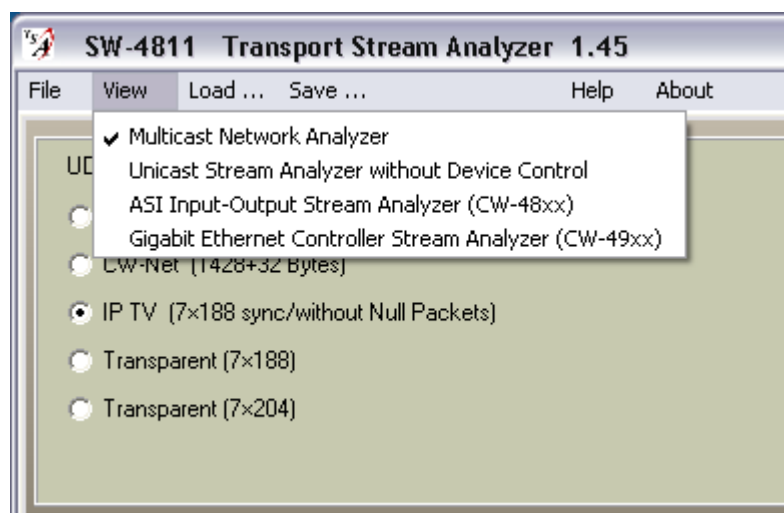 SW-4811 Transport Stream Analyzer 1.45
File View Load ... Save ... Help About
✔ Multicast Network Analyzer
Unicast Stream Analyzer without Device Control
ASI Input-Output Stream Analyzer (CW-48xx)
Gigabit Ethernet Controller Stream Analyzer (CW-49xx)
CW-Net (1428+32 Bytes)
IP TV (7×188 sync/without Null Packets)
Transparent (7×188)
Transparent (7×204)